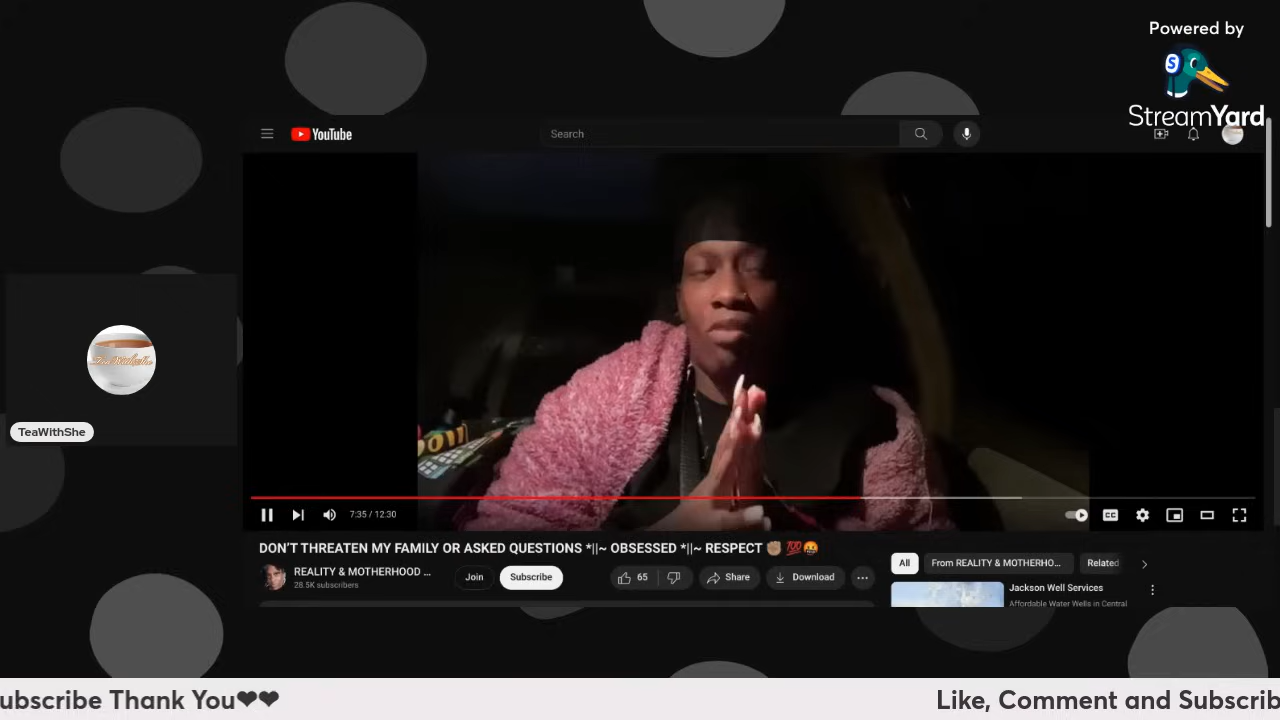 Powered by
StreamYard
YouTube
Search
TeaWithShe
7:35 / 12:30
CC
DON'T THREATEN MY FAMILY OR ASKED QUESTIONS *||~ OBSESSED *||~ RESPECT ✊🏽 💯🤬
REALITY & MOTHERHOOD ...
28.5K subscribers
Join
Subscribe
65
Share
Download
All
From REALITY & MOTHERHO...
Related
Jackson Well Services
Affordable Water Wells in Central
ubscribe Thank You❤❤
Like, Comment and Subscrib